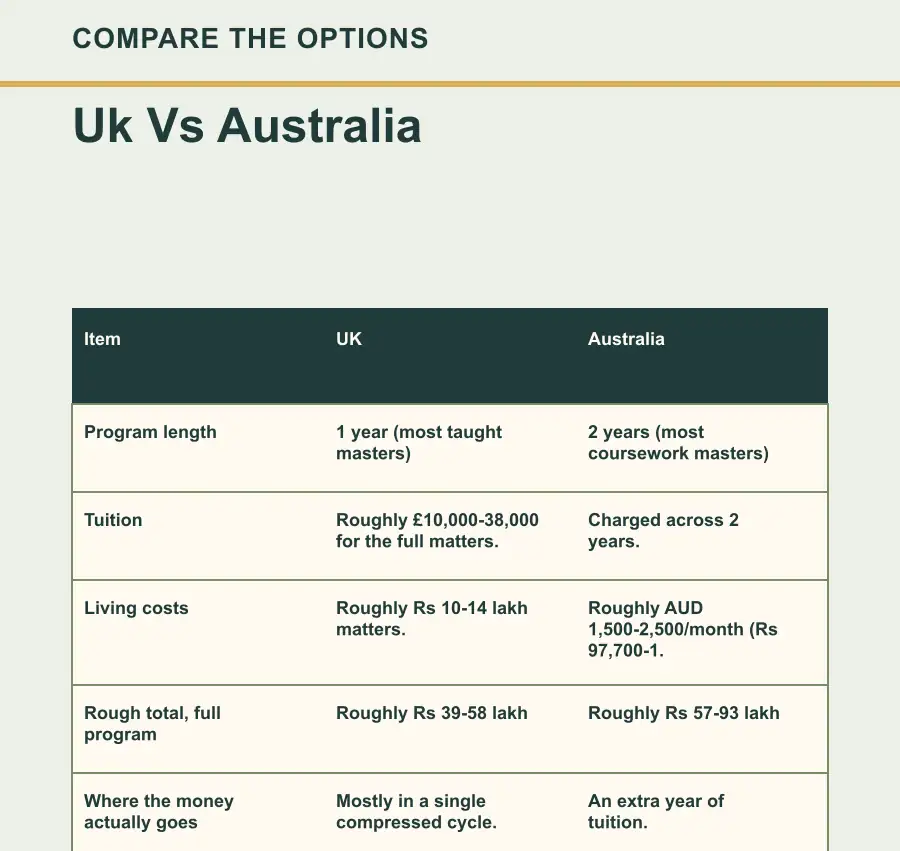 COMPARE THE OPTIONS
Uk Vs Australia
Item UK Australia
Program length 1 year (most taught 2 years (most
masters) coursework masters)
Tuition Roughly £10,000-38,000 Charged across 2
for the full matters. years.
Living costs Roughly Rs 10-14 lakh Roughly AUD
matters. 1,500-2,500/month (Rs
97,700-1.
Rough total, full Roughly Rs 39-58 lakh Roughly Rs 57-93 lakh
program
Where the money Mostly in a single An extra year of
actually goes compressed cycle. tuition.